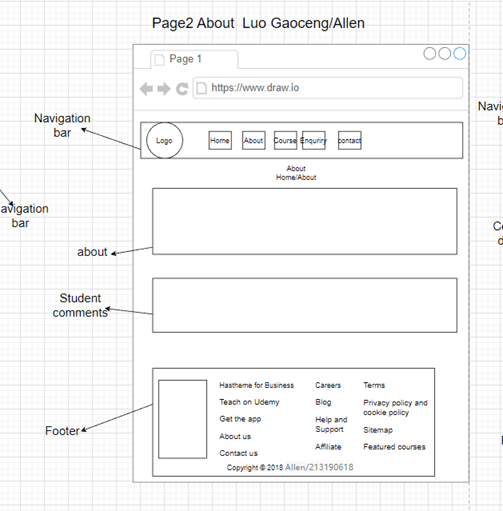 Page2 About Luo Gaoceng/Allen
Page 1
https://www.draw.io
Navigation
bar
Logo
Home
About
Course
Enquriry
contact
About
Home/About
avigation
bar
about
Student
comments
Footer
Hastheme for Business
Teach on Udemy
Get the app
About us
Contact us
Careers
Blog
Help and
Support
Affiliate
Terms
Privacy policy and
cookie policy
Sitemap
Featured courses
Copyright © 2018 Allen/213190618
Navig
b
Co
d